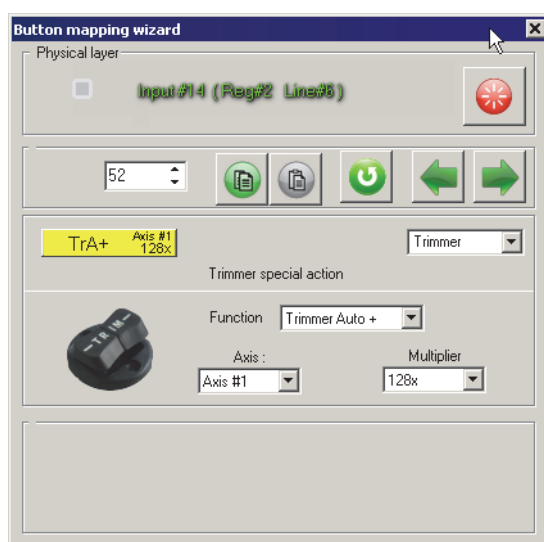 Button mapping wizard
Physical layer
Input#14 (Reg#2 Line#6)
52
TrA+ Axis #1 128x
Trimmer
Trimmer special action
TRIM
Function Trimmer Auto +
Axis : Multiplier
Axis #1 128x